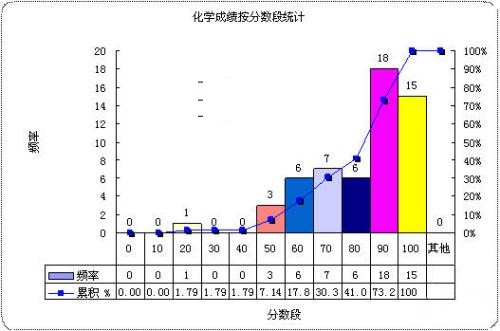 化学成绩按分数段统计
20 100%
18 90%
16 80%
14 70%
12 60%
10 50%
8 40%
6 30%
4 20%
2 10%
0 0%
0 0 1 0 0 3 6 7 6 18 15 0
频率
0 10 20 30 40 50 60 70 80 90 100 其他
频率 0 0 1 0 0 3 6 7 6 18 15
累积 % 0.00 0.00 1.79 1.79 1.79 7.14 17.8 30.3 41.0 73.2 100
分数段